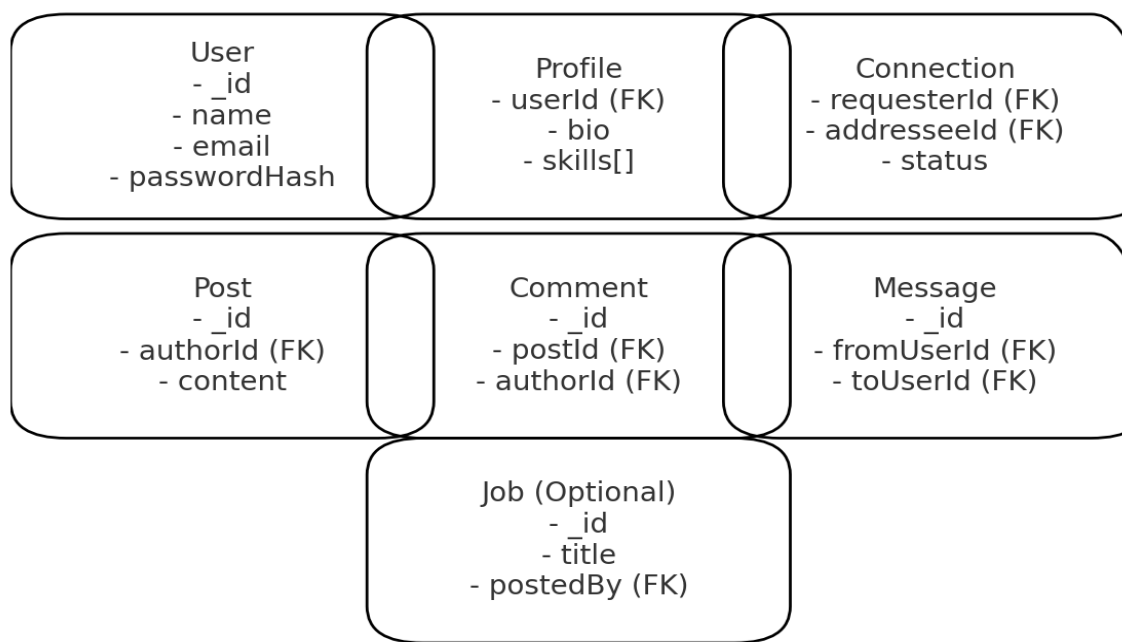 User
- _id
- name
- email
- passwordHash
Profile
- userId (FK)
- bio
- skills[]
Connection
- requesterId (FK)
- addresseeId (FK)
- status
Post
- _id
- authorId (FK)
- content
Comment
- _id
- postId (FK)
- authorId (FK)
Message
- _id
- fromUserId (FK)
- toUserId (FK)
Job (Optional)
- _id
- title
- postedBy (FK)